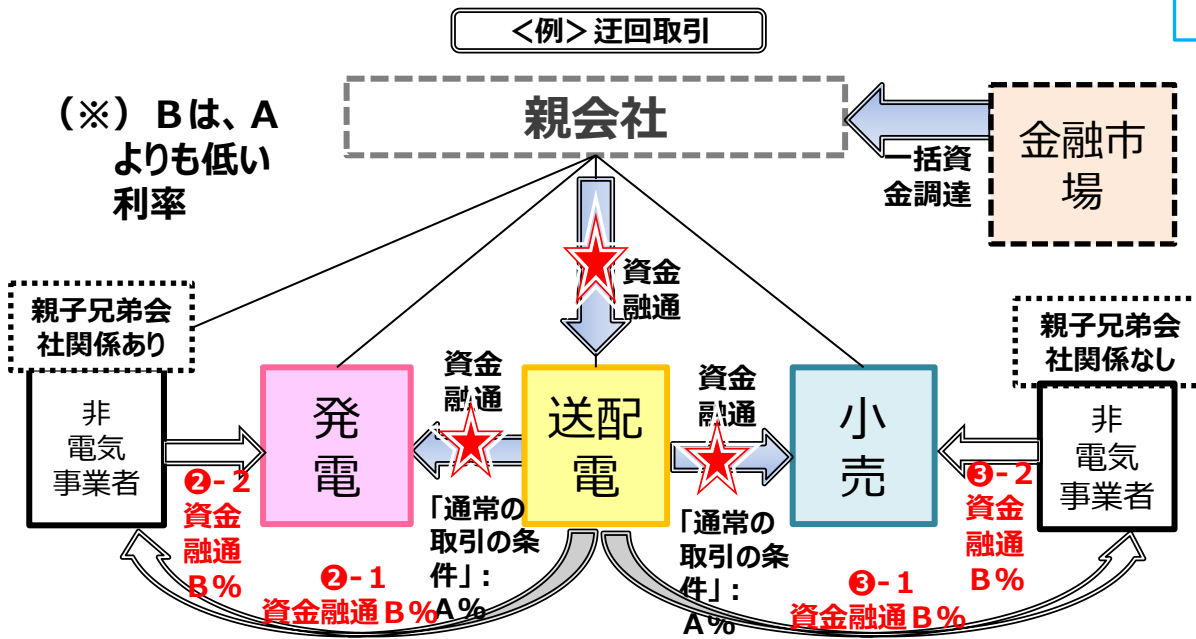 ＜例＞迂回取引
（※）Bは、A
よりも低い
利率
親会社
金融市
場
一括資
金調達
資金
融通
親子兄弟会
社関係あり
親子兄弟会
社関係なし
非
電気
事業者
発
電
資金
融通
送配
電
資金
融通
小
売
非
電気
事業者
❷-2
資金
融通
B%
「通常の
取引の条
件」：
A%
「通常の
取引の条
件」：
A%
❸-2
資金
融通
B%
❷-1
資金融通B%
❸-1
資金融通B%